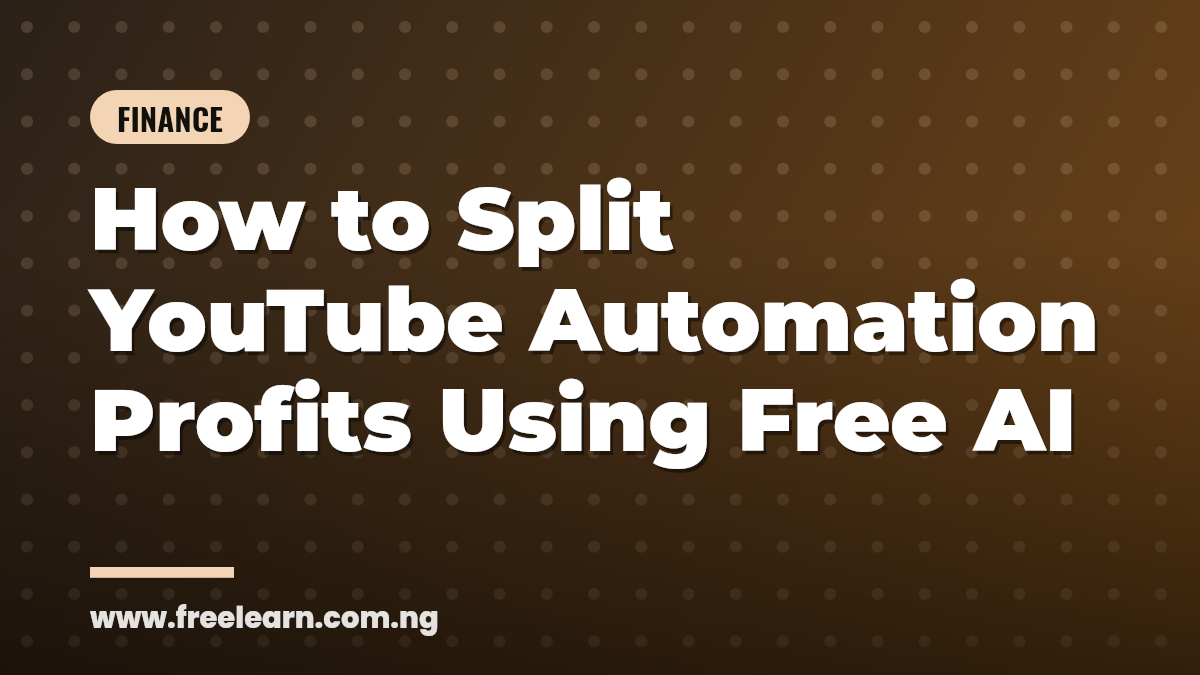 FINANCE
How to Split
YouTube Automation
Profits Using Free AI
www.freelearn.com.ng